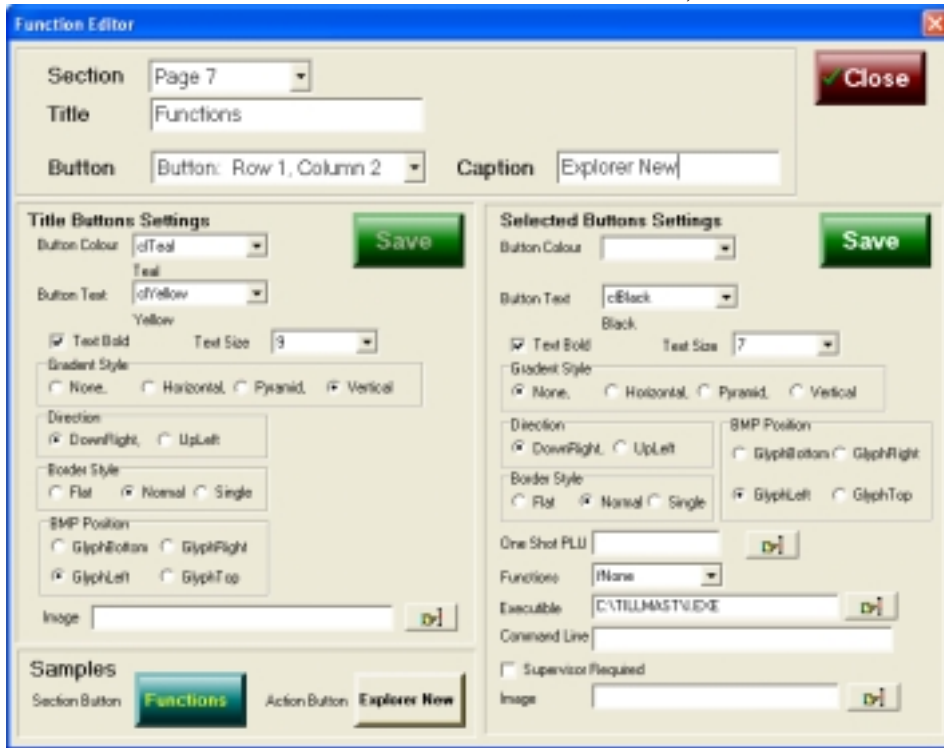 Function Editor
Section Page 7
Close
Title Functions
Button Button: Row 1, Column 2 Caption Explorer New
Title Buttons Settings
Save
Button Colour clTeal
Teal
Button Text clYellow
Yellow
Text Bold Text Size 9
Gradient Style
None, Horizontal, Pyramid, Vertical
Direction
DownRight, UpLeft
Border Style
Flat Normal Single
BMP Position
GlyphBottom GlyphRight
GlyphLeft GlyphTop
Image
Samples
Section Button Functions Action Button Explorer New
Selected Buttons Settings
Save
Button Colour
Button Text clBlack
Black
Text Bold Text Size 7
Gradient Style
None, Horizontal, Pyramid, Vertical
Direction
DownRight, UpLeft
BMP Position
GlyphBottom GlyphRight
GlyphLeft GlyphTop
Border Style
Flat Normal Single
One Shot PLU
Functions fNone
Executible
Command Line
Supervisor Required
Image